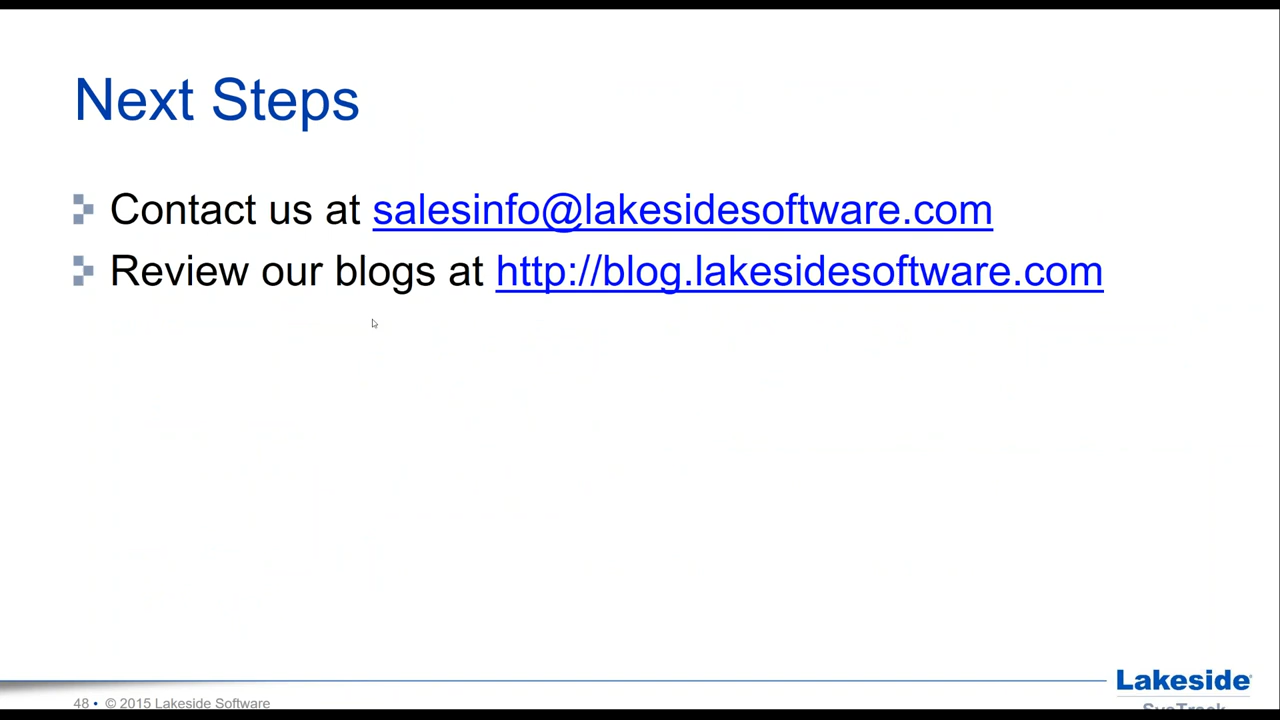 Next Steps
Contact us at salesinfo@lakesidesoftware.com
Review our blogs at http://blog.lakesidesoftware.com
48 • © 2015 Lakeside Software
Lakeside